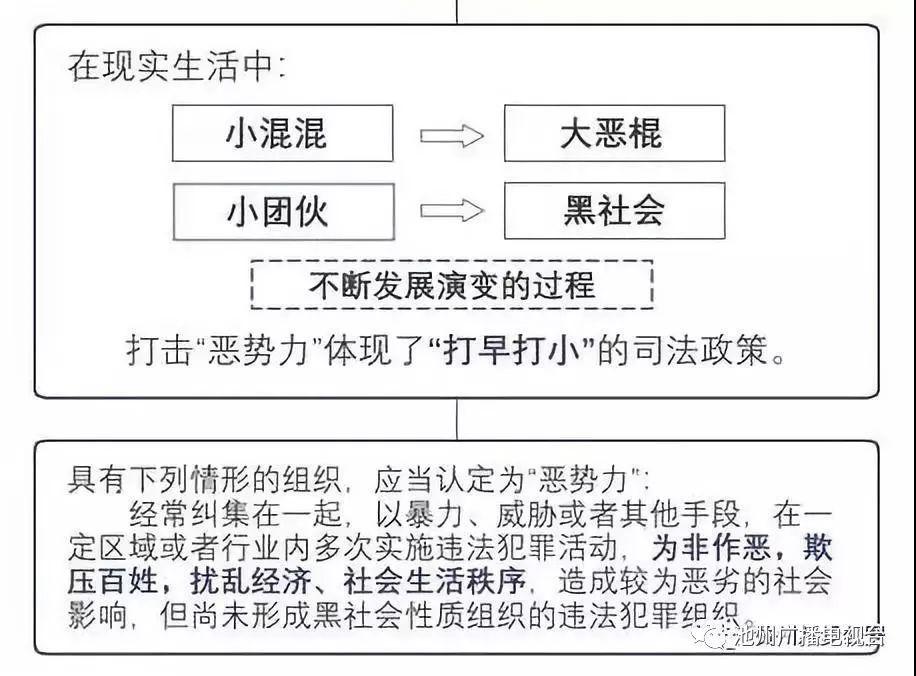 在现实生活中：
小混混 大恶棍
小团伙 黑社会
不断发展演变的过程
打击“恶势力”体现了“打早打小”的司法政策。
具有下列情形的组织，应当认定为“恶势力”：
经常纠集在一起，以暴力、威胁或者其他手段，在一
定区域或者行业内多次实施违法犯罪活动，为非作恶，欺
压百姓，扰乱经济、社会生活秩序，造成较为恶劣的社会
影响，但尚未形成黑社会性质组织的违法犯罪组织。
池州广播电视台